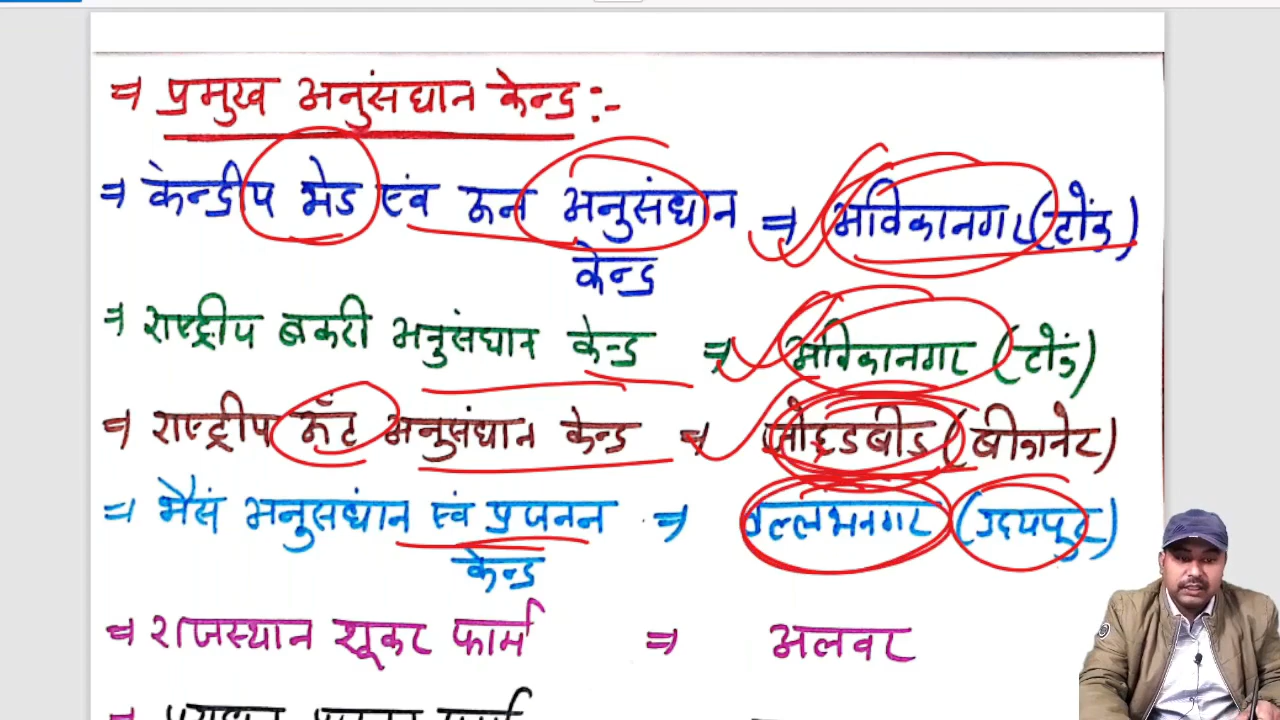 ⇒ प्रमुख अनुसंधान केन्द्र :-
⇒ केन्द्रीय भेड एवं ऊन अनुसंधान ⇒ अविकानगर (टोंक)
केन्द्र
⇒ राष्ट्रीय बकरी अनुसंधान केन्द्र ⇒ अविकानगर (टोंक)
⇒ राष्ट्रीय ऊँट अनुसंधान केन्द्र ⇒ जोहडबीड (बीकानेर)
⇒ भैसं अनुसंधान एवं प्रजनन ⇒ वल्लभनगर (उदयपुर)
केन्द्र
⇒ राजस्थान शूकर फार्म ⇒ अलवर